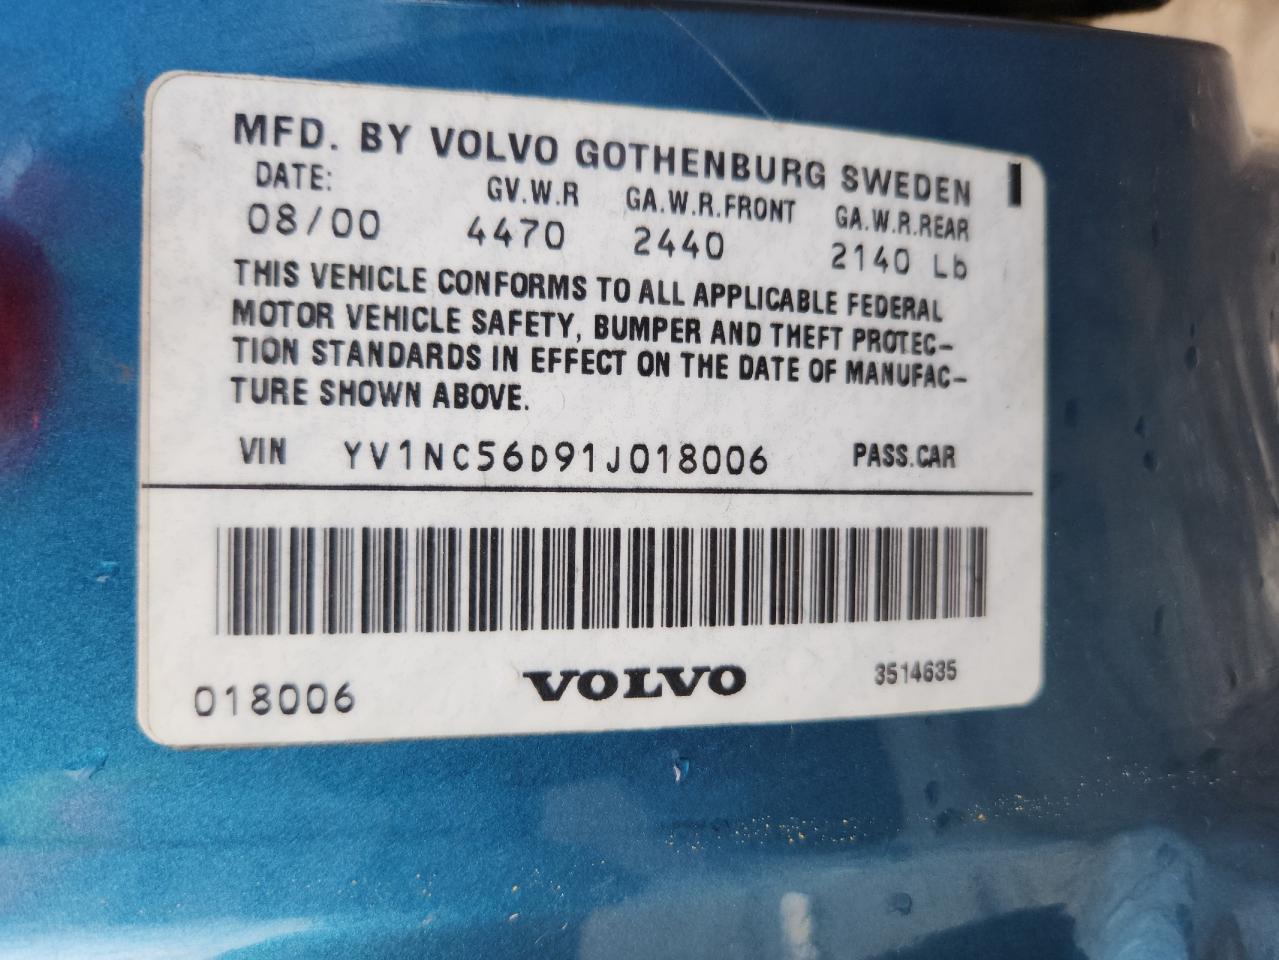 MFD. BY VOLVO GOTHENBURG SWEDEN
DATE: GV.W.R GA.W.R.FRONT GA.W.R.REAR
08/00 4470 2440 2140 Lb
THIS VEHICLE CONFORMS TO ALL APPLICABLE FEDERAL
MOTOR VEHICLE SAFETY, BUMPER AND THEFT PROTEC-
TION STANDARDS IN EFFECT ON THE DATE OF MANUFAC-
TURE SHOWN ABOVE.
VIN YV1NC56D91J018006 PASS.CAR
018006 VOLVO 3514635